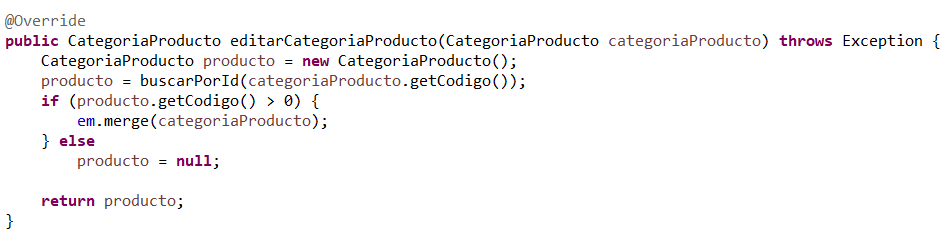 @Override
public CategoriaProducto editarCategoriaProducto(CategoriaProducto categoriaProducto) throws Exception {
    CategoriaProducto producto = new CategoriaProducto();
    producto = buscarPorId(categoriaProducto.getCodigo());
    if (producto.getCodigo() > 0) {
        em.merge(categoriaProducto);
    } else
        producto = null;

    return producto;
}